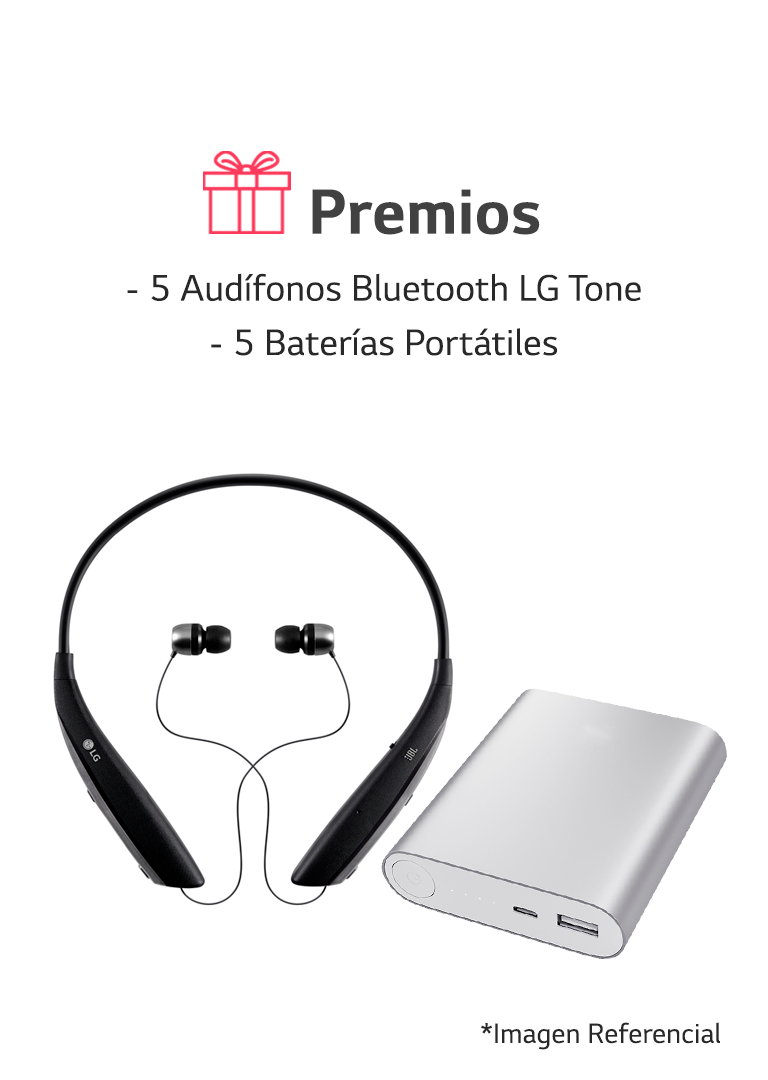 Premios
- 5 Audífonos Bluetooth LG Tone
- 5 Baterías Portátiles
LG
JBL
*Imagen Referencial